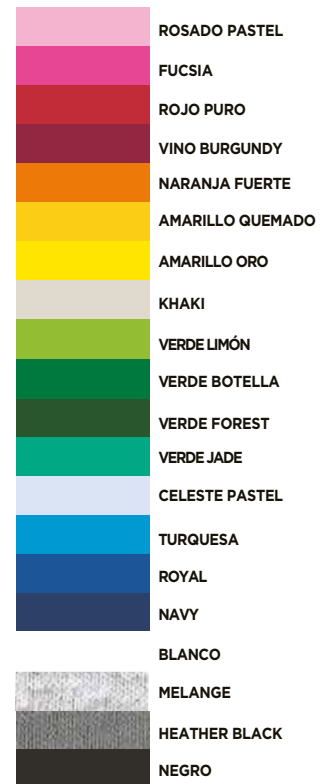 ROSADO PASTEL
FUCSIA
ROJO PURO
VINO BURGUNDY
NARANJA FUERTE
AMARILLO QUEMADO
AMARILLO ORO
KHAKI
VERDE LIMÓN
VERDE BOTELLA
VERDE FOREST
VERDE JADE
CELESTE PASTEL
TURQUESA
ROYAL
NAVY
BLANCO
MELANGE
HEATHER BLACK
NEGRO